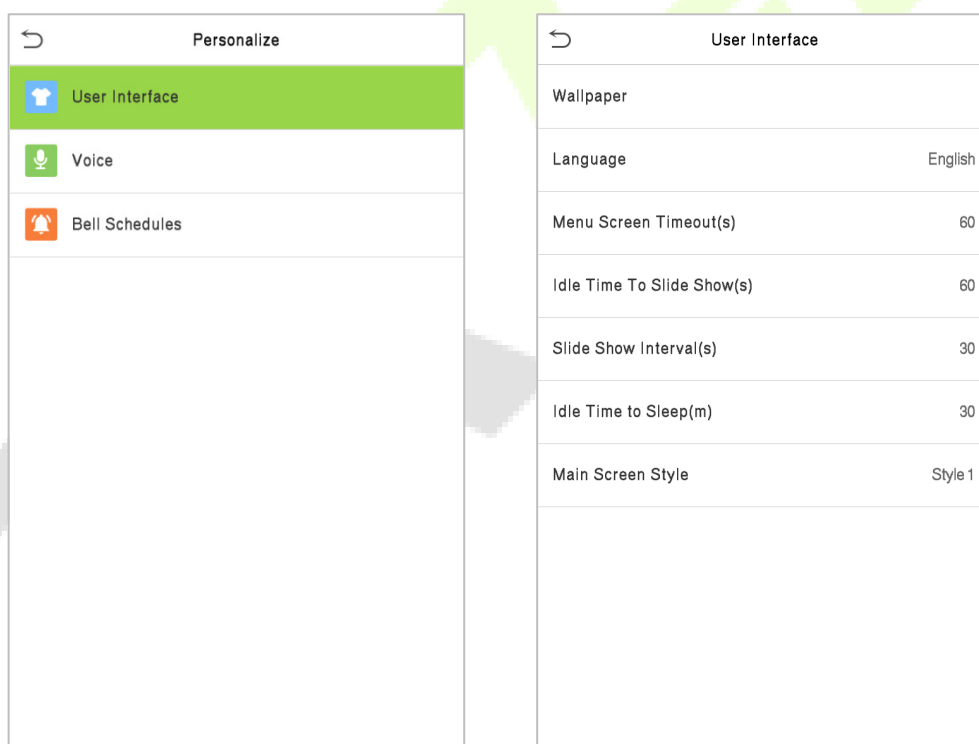 Personalize
User Interface
Voice
Bell Schedules
User Interface
Wallpaper
Language English
Menu Screen Timeout(s) 60
Idle Time To Slide Show(s) 60
Slide Show Interval(s) 30
Idle Time to Sleep(m) 30
Main Screen Style Style 1